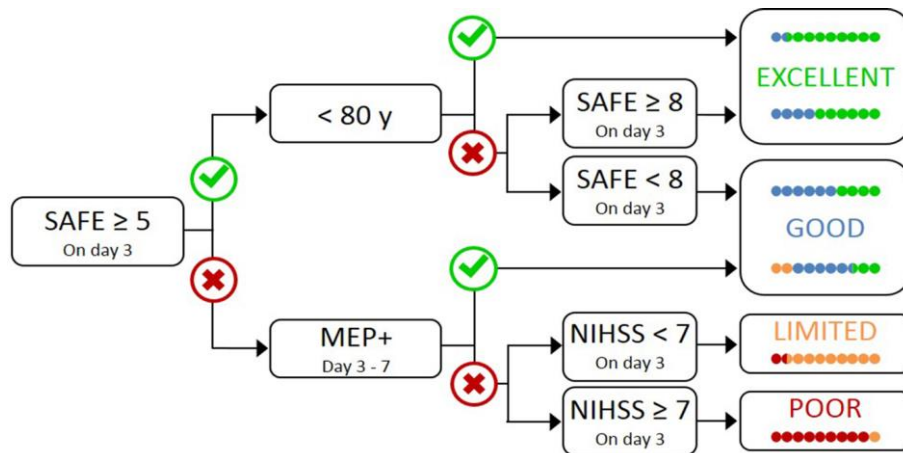 < 80 y
SAFE ≥ 8
On day 3
EXCELLENT
SAFE < 8
On day 3
SAFE ≥ 5
On day 3
GOOD
MEP+
Day 3 - 7
NIHSS < 7
On day 3
LIMITED
NIHSS ≥ 7
On day 3
POOR